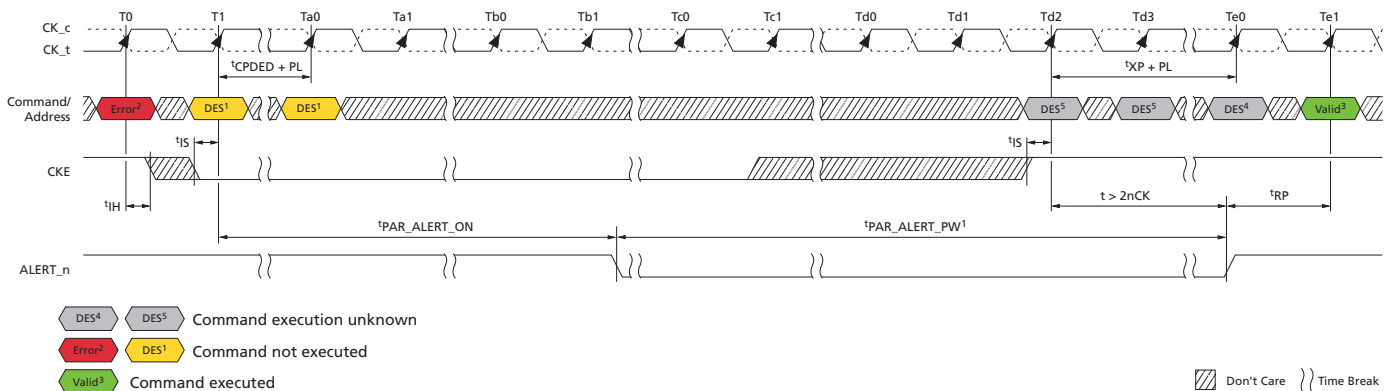 T0 T1 Ta0 Ta1 Tb0 Tb1 Tc0 Tc1 Td0 Td1 Td2 Td3 Te0 Te1
CK_c
CK_t
tCPDED + PL
tXP + PL
Command/
Address
Error2 DES1 DES1 DES5 DES5 DES4 Valid3
tIS
tIS
CKE
tIH
t > 2nCK
tRP
tPAR_ALERT_ON
tPAR_ALERT_PW1
ALERT_n
DES4 DES5 Command execution unknown
Error2 DES1 Command not executed
Valid3 Command executed
Don't Care
Time Break